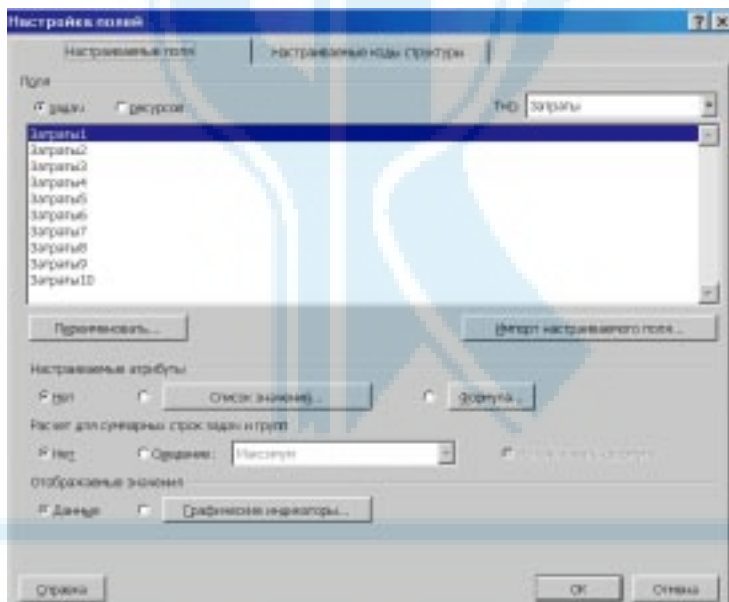 Настройка полей
Настраиваемые поля
Настраиваемые коды структуры
Поля
задач
ресурсов
Тип: Затраты
Затраты1
Затраты2
Затраты3
Затраты4
Затраты5
Затраты6
Затраты7
Затраты8
Затраты9
Затраты10
Переименовать...
Импорт настраиваемого поля...
Настраиваемые атрибуты
Нет
Список значений...
Формула...
Расчет для суммарных строк задач и групп
Нет
Сведение: Максимум
Отображаемые значения
Данные
Графические индикаторы...
Справка
ОК
Отмена